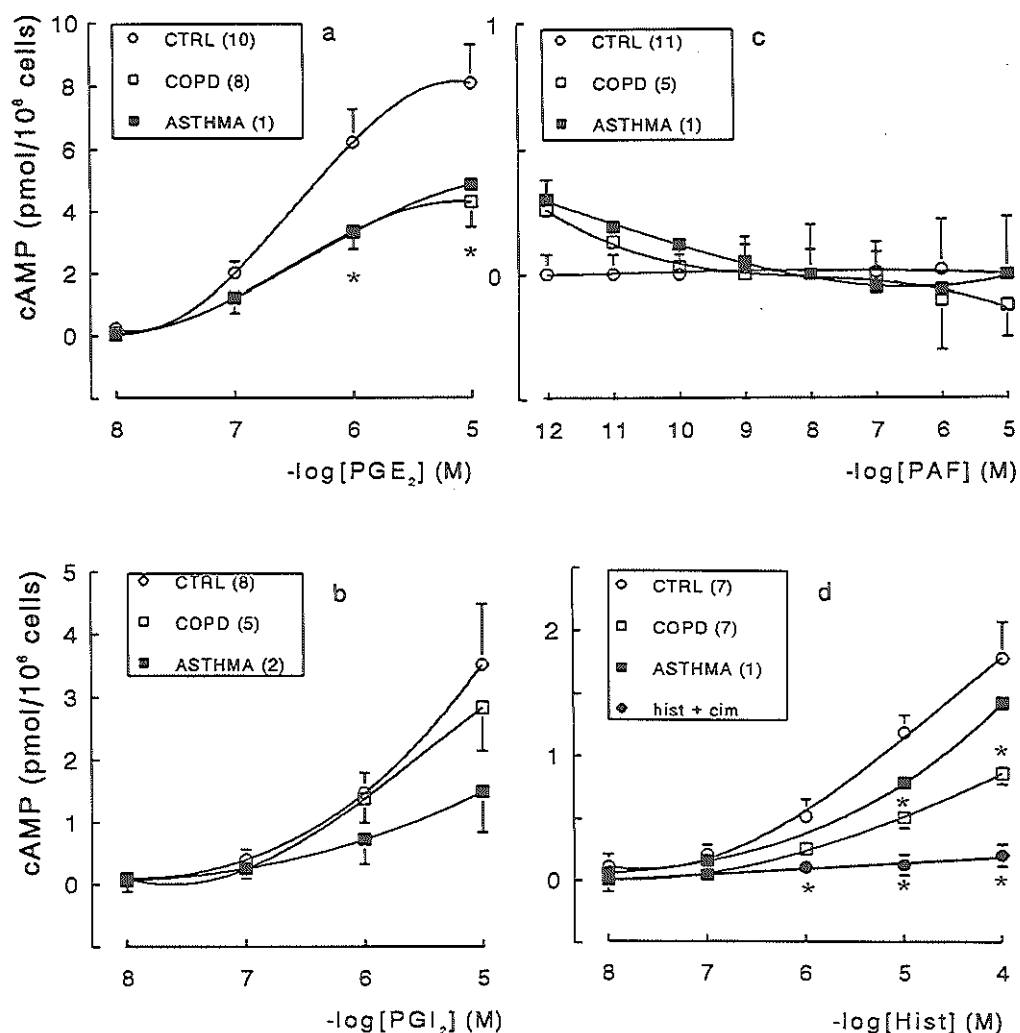 cAMP (pmol/10⁶ cells)
10
8
6
4
2
0
CTRL (10)
COPD (8)
ASTHMA (1)
a
*
*
8 7 6 5
-log[PGE₂] (M)
1
0
CTRL (11)
COPD (5)
ASTHMA (1)
c
12 11 10 9 8 7 6 5
-log[PAF] (M)
cAMP (pmol/10⁶ cells)
5
4
3
2
1
0
CTRL (8)
COPD (5)
ASTHMA (2)
b
8 7 6 5
-log[PGI₂] (M)
2
1
0
CTRL (7)
COPD (7)
ASTHMA (1)
hist + cim
d
*
*
*
*
*
8 7 6 5 4
-log[Hist] (M)